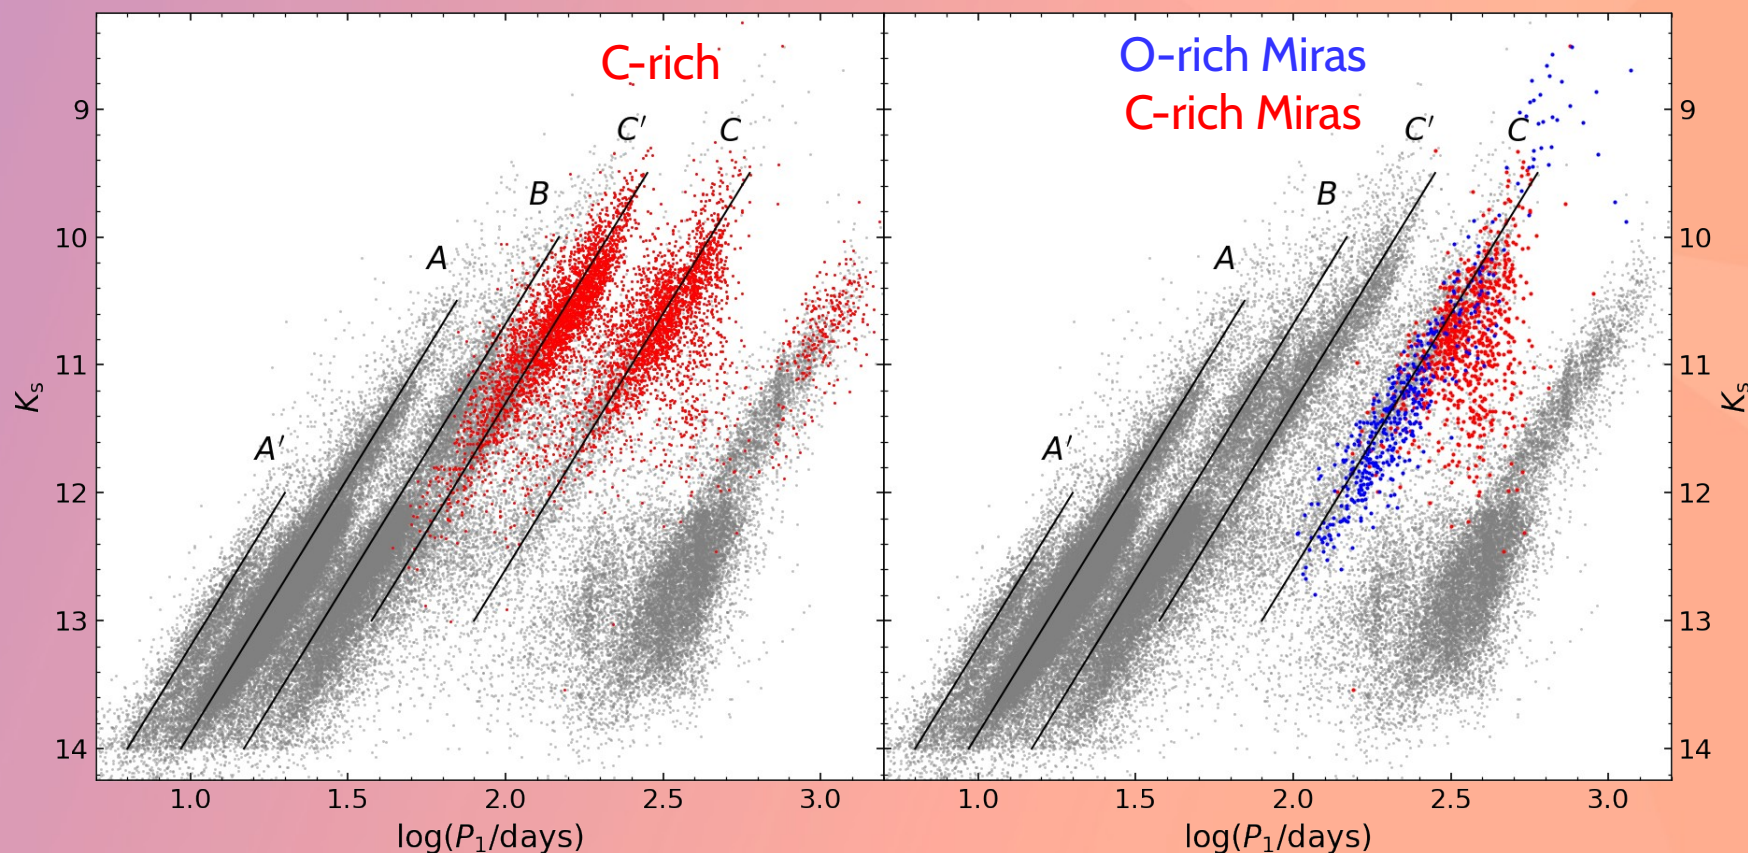 C-rich
O-rich Miras
C-rich Miras
C′
C
B
A
A′
C′
C
B
A
A′
9
10
11
12
13
14
9
10
11
12
13
14
K_s
K_s
1.0 1.5 2.0 2.5 3.0
1.0 1.5 2.0 2.5 3.0
log(P₁/days)
log(P₁/days)